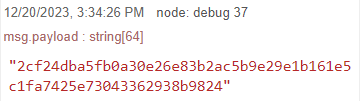 12/20/2023, 3:34:26 PM node: debug 37
msg.payload : string[64]
"2cf24dba5fb0a30e26e83b2ac5b9e29e1b161e5
c1fa7425e73043362938b9824"